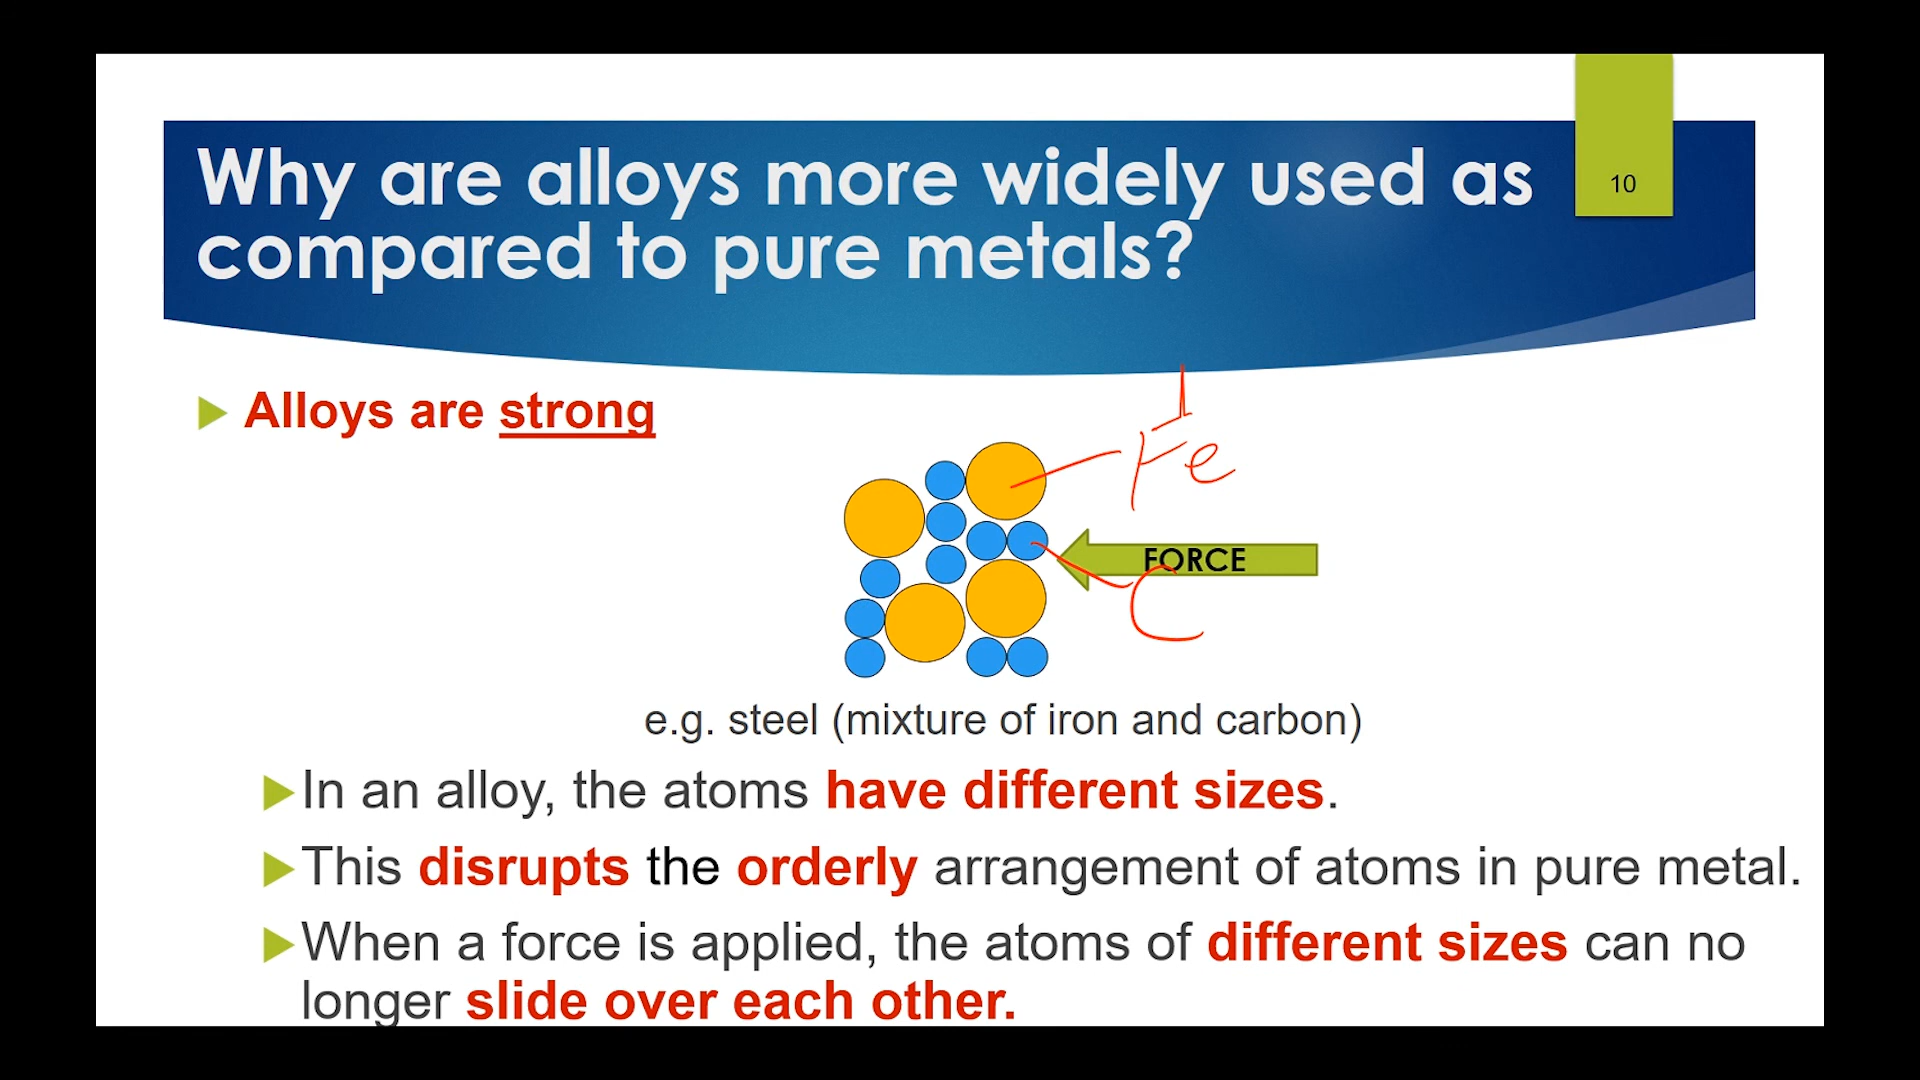 10
Why are alloys more widely used as
compared to pure metals?
Alloys are strong
Fe
FORCE
C
e.g. steel (mixture of iron and carbon)
In an alloy, the atoms have different sizes.
This disrupts the orderly arrangement of atoms in pure metal.
When a force is applied, the atoms of different sizes can no
longer slide over each other.